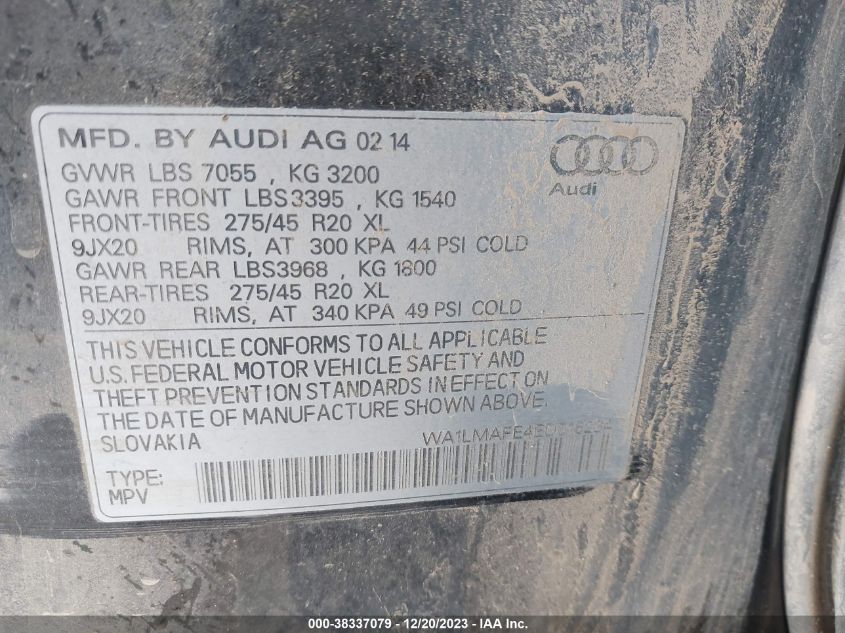 MFD. BY AUDI AG 02 14
GVWR LBS 7055 , KG 3200
GAWR FRONT LBS3395 , KG 1540
FRONT-TIRES 275/45 R20 XL
9JX20 RIMS, AT 300 KPA 44 PSI COLD
GAWR REAR LBS3968 , KG 1800
REAR-TIRES 275/45 R20 XL
9JX20 RIMS, AT 340 KPA 49 PSI COLD
Audi
THIS VEHICLE CONFORMS TO ALL APPLICABLE
U.S. FEDERAL MOTOR VEHICLE SAFETY AND
THEFT PREVENTION STANDARDS IN EFFECT ON
THE DATE OF MANUFACTURE SHOWN ABOVE.
SLOVAKIA
TYPE:
MPV
000-38337079 - 12/20/2023 - IAA Inc.